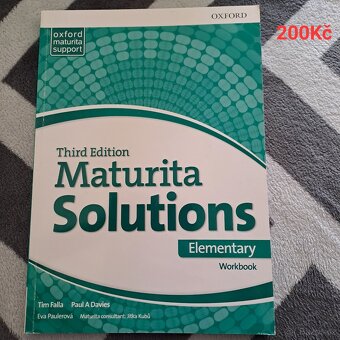 OXFORD
200Kč
oxford
maturita
support
Third Edition
Maturita
Solutions
Elementary
Workbook
Tim Falla Paul A Davies
Eva Paulerová Maturita consultant: Jitka Kubů